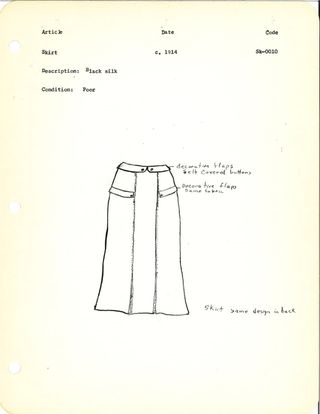 Article Date Code
Skirt c. 1914 Sk-0010
Description: Black silk
Condition: Poor
decorative flaps
Self Covered buttons
Decorative flaps
Same fabric
Skirt same design in back